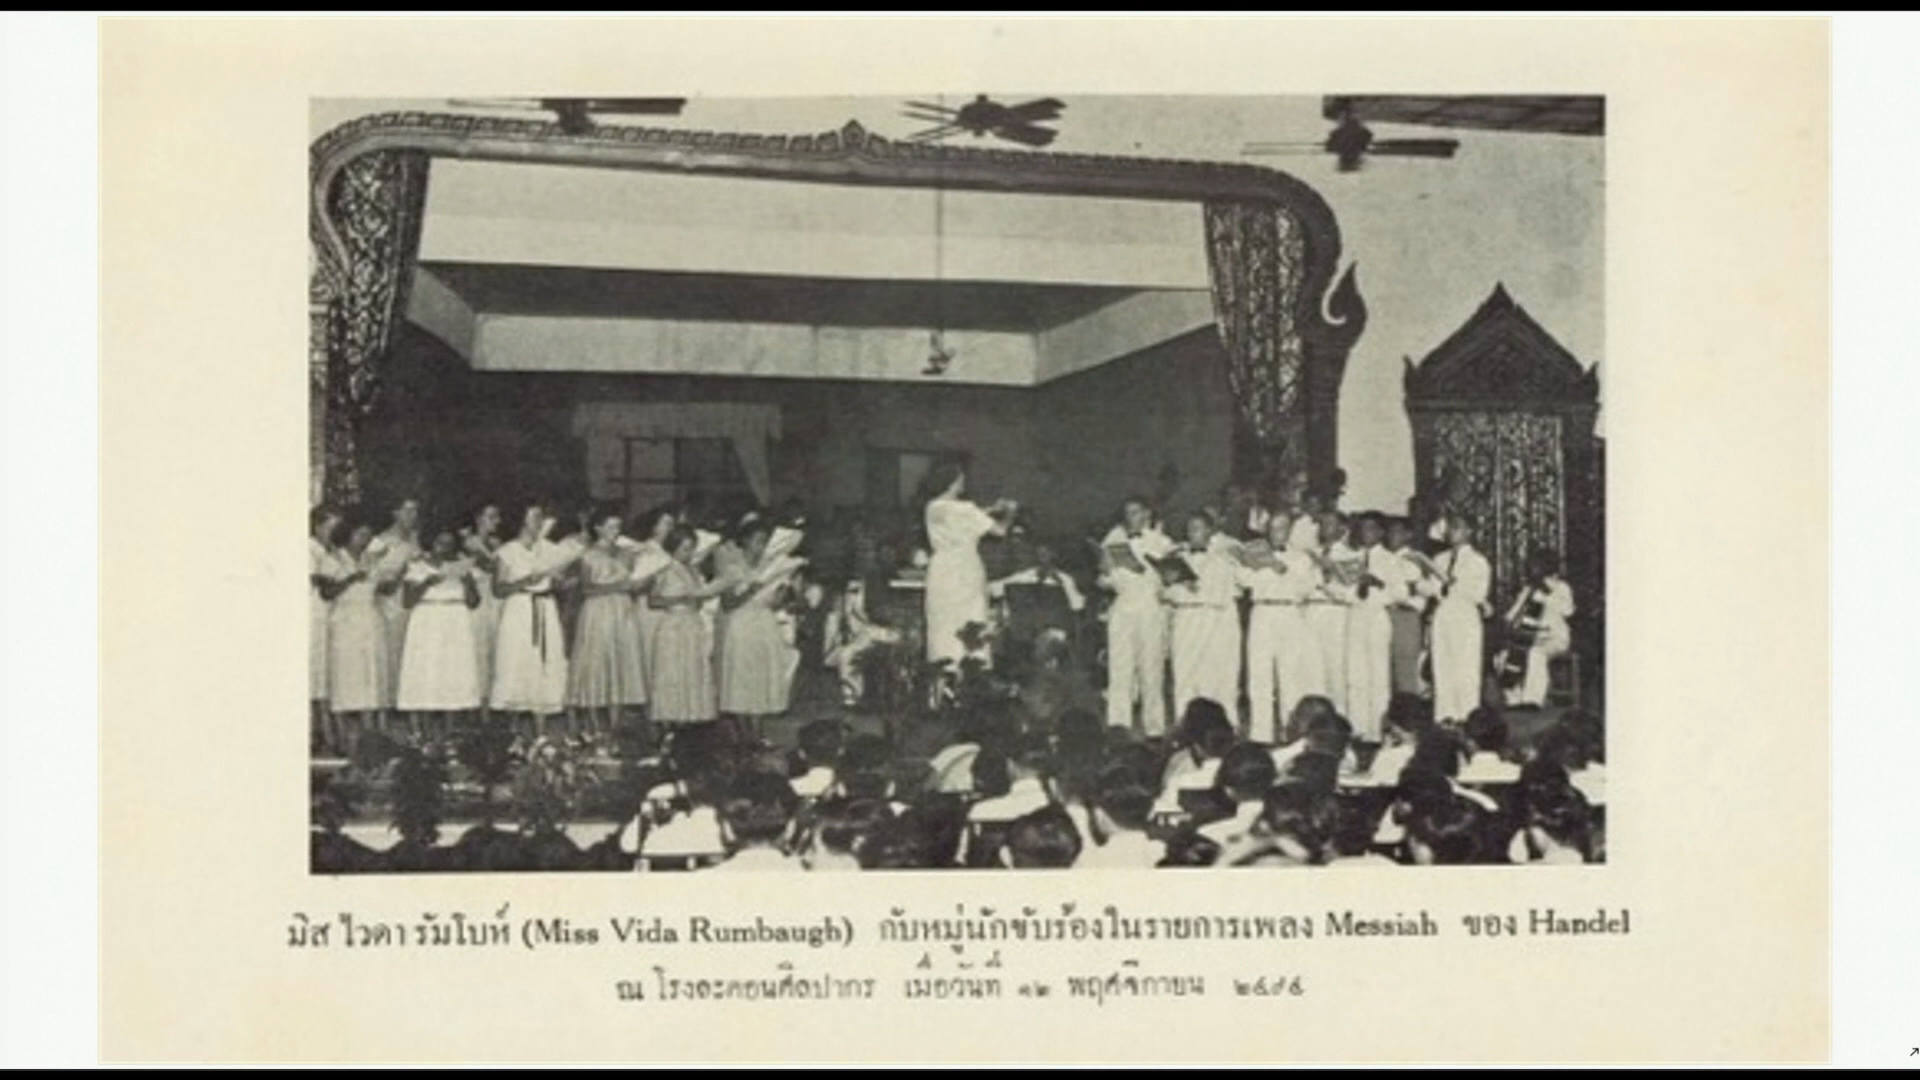 มิส ไวดา รัมโบห์ (Miss Vida Rumbaugh) กับหมู่นักขับร้องในรายการเพลง Messiah ของ Handel
ณ โรงละคอนศิลปากร เมื่อวันที่ ๑๒ พฤศจิกายน